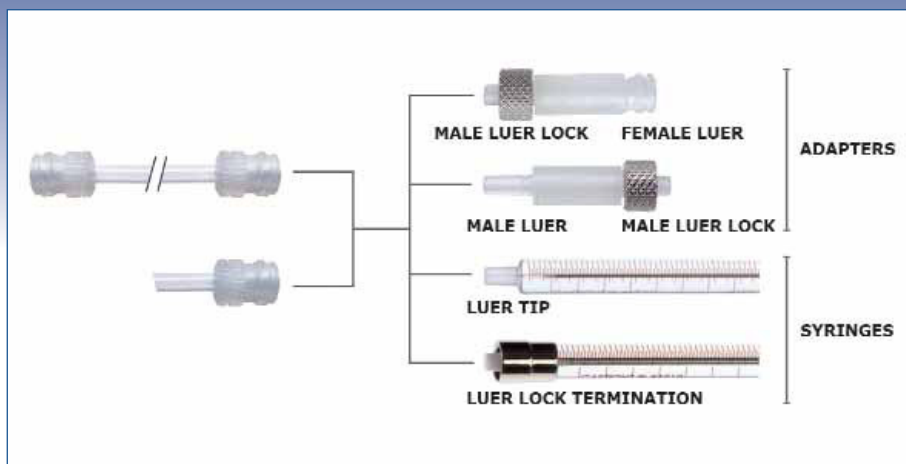 MALE LUER LOCK FEMALE LUER
ADAPTERS
MALE LUER MALE LUER LOCK
LUER TIP
SYRINGES
LUER LOCK TERMINATION